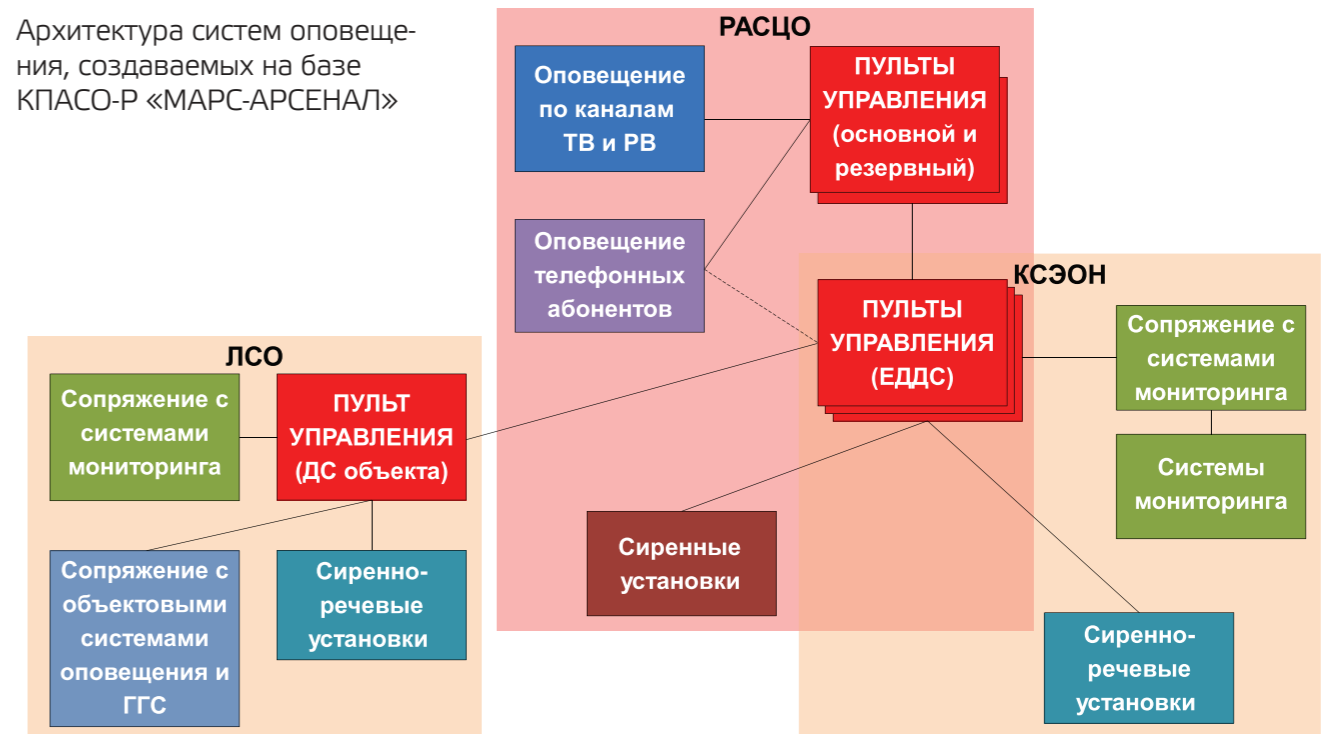 Архитектура систем оповеще-
ния, создаваемых на базе
КПАСО-Р «МАРС-АРСЕНАЛ»
РАСЦО
Оповещение
по каналам
ТВ и РВ
ПУЛЬТЫ
УПРАВЛЕНИЯ
(основной и
резервный)
Оповещение
телефонных
абонентов
КСЭОН
ПУЛЬТЫ
УПРАВЛЕНИЯ
(ЕДДС)
Сопряжение с
системами
мониторинга
Системы
мониторинга
ЛСО
Сопряжение с
системами
мониторинга
ПУЛЬТ
УПРАВЛЕНИЯ
(ДС объекта)
Сиренные
установки
Сопряжение с
объектовыми
системами
оповещения и
ГГС
Сиренно-
речевые
установки
Сиренно-
речевые
установки